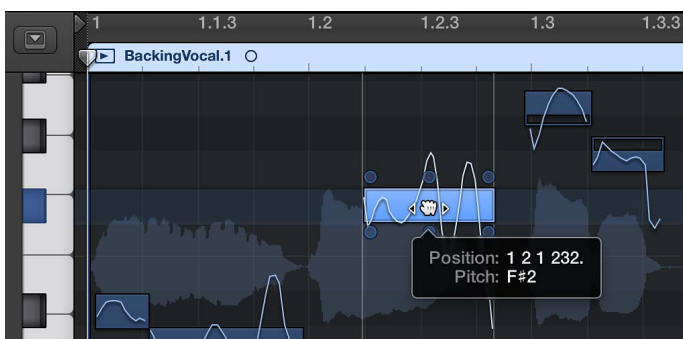 1 1.1.3 1.2 1.2.3 1.3 1.3.3
BackingVocal.1
Position: 1 2 1 232.
Pitch: F♯2